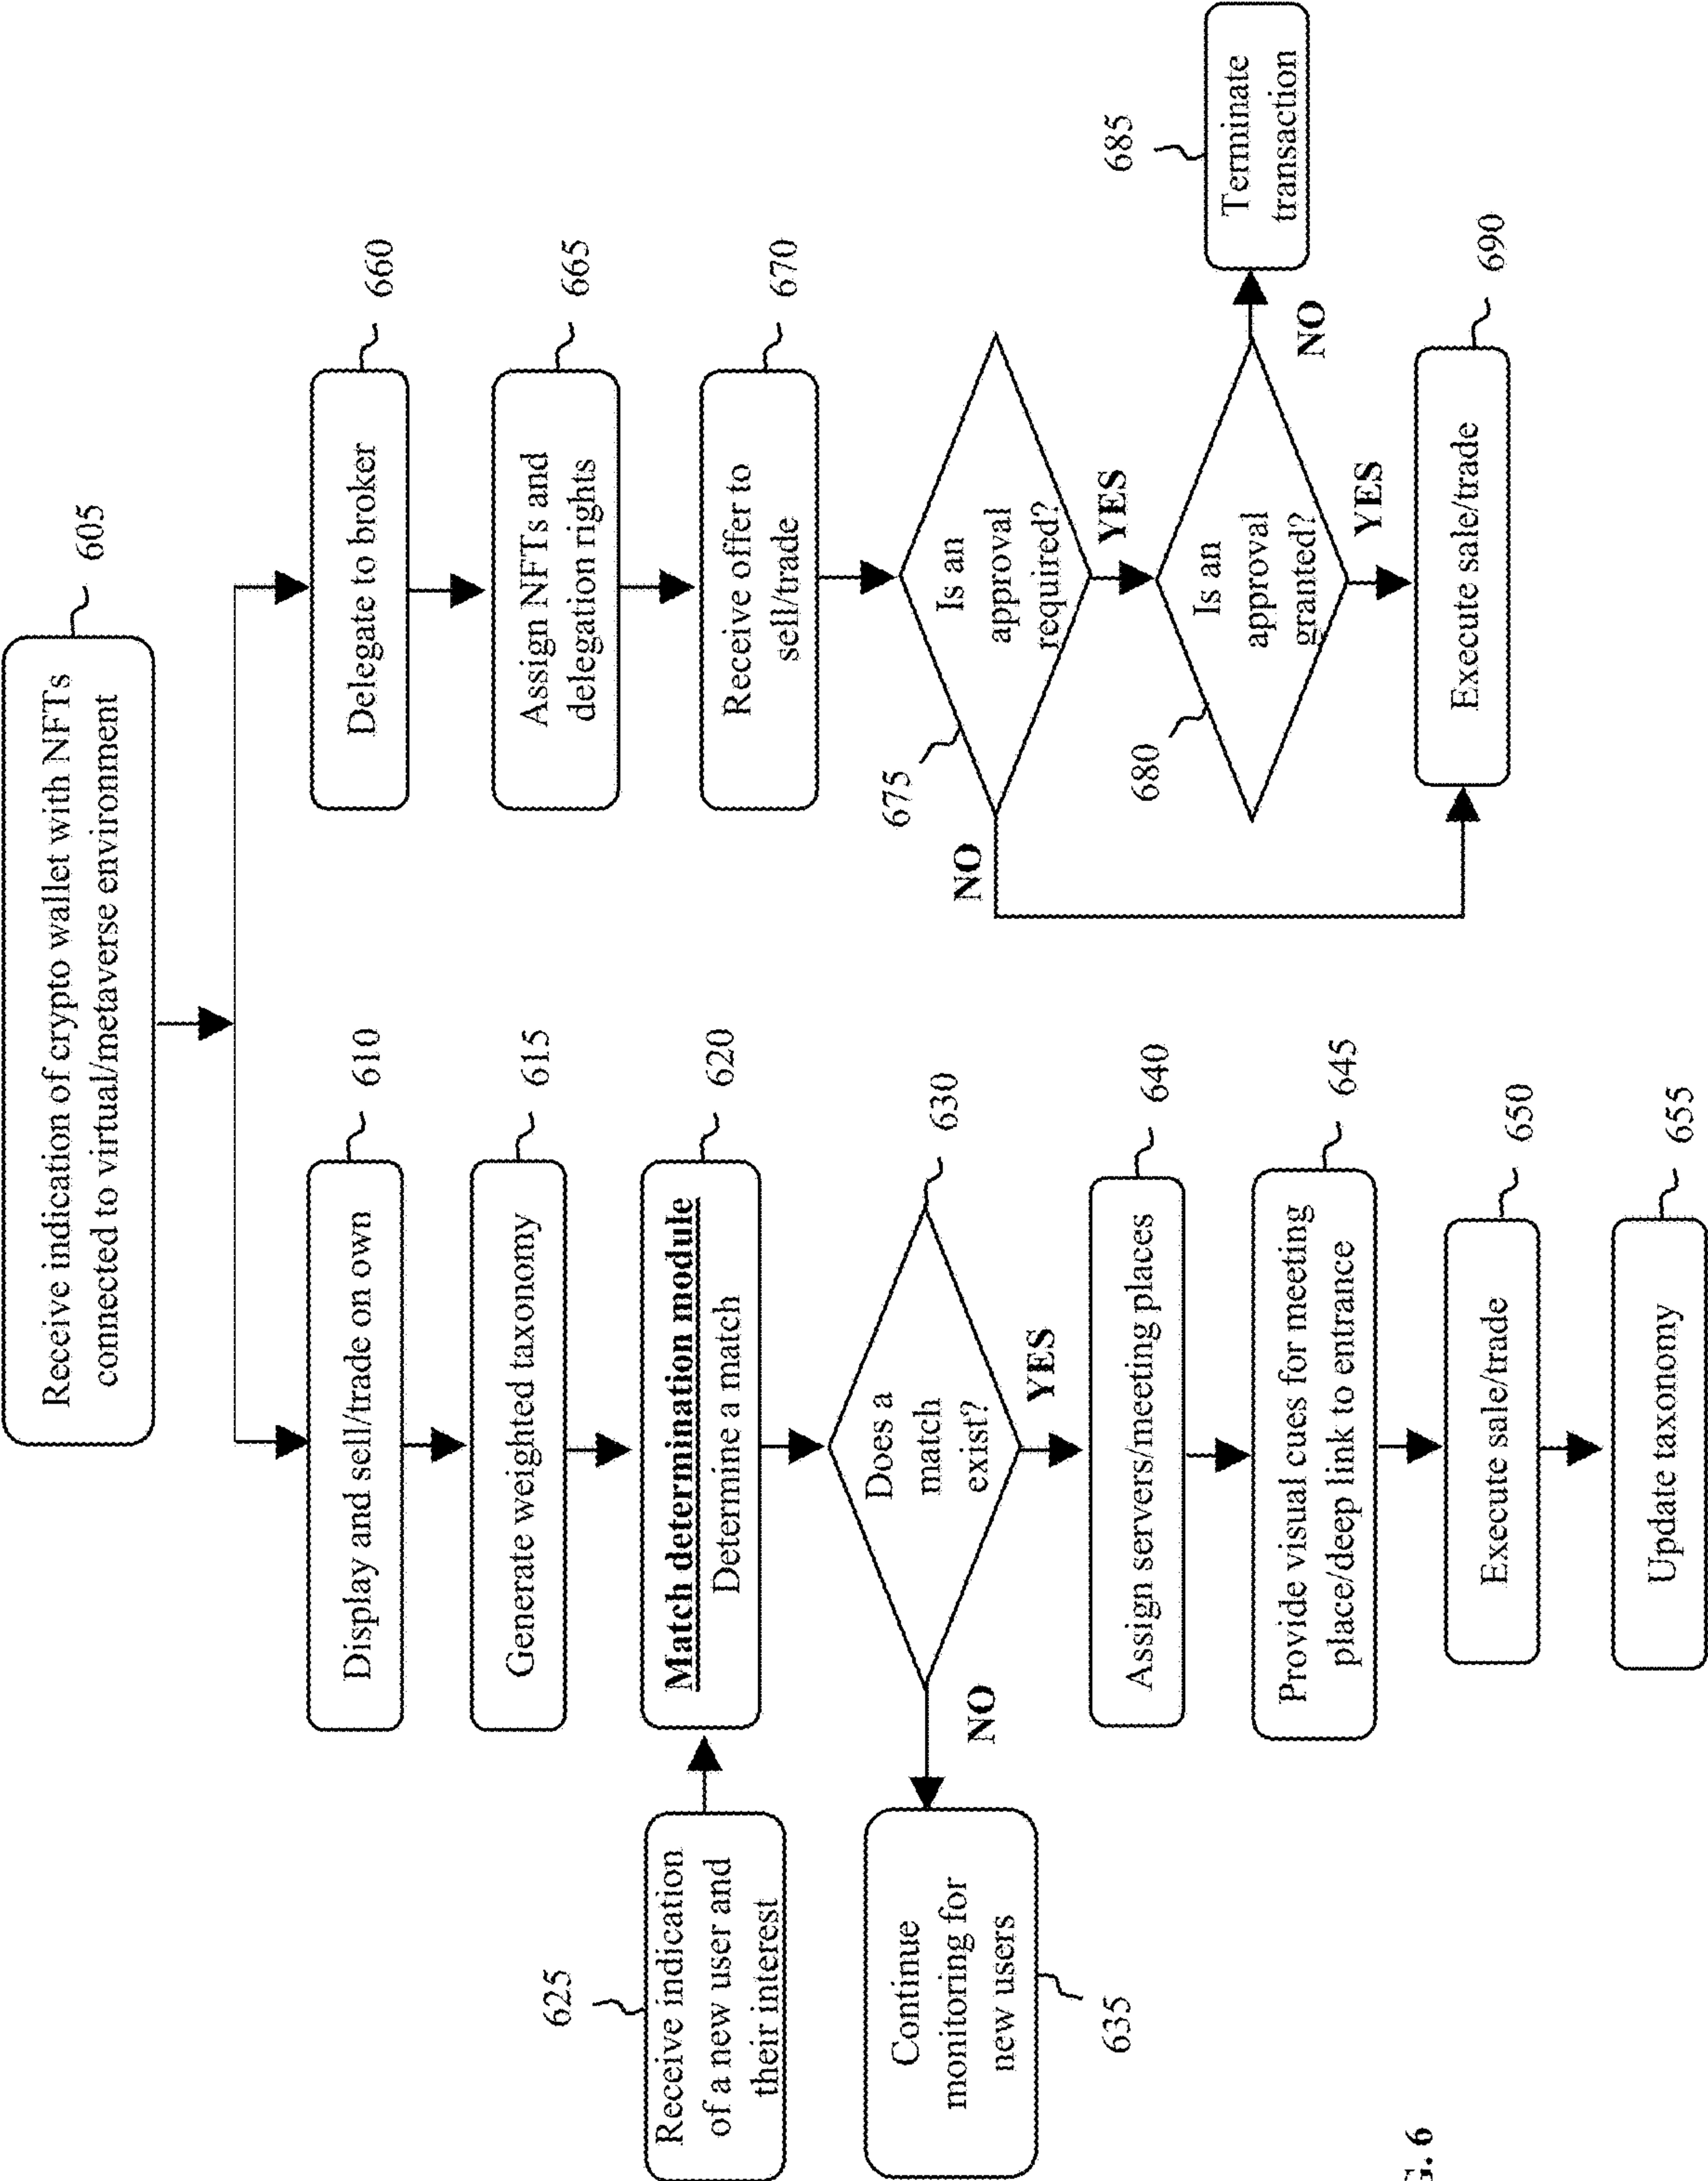 Receive indication of crypto wallet with NFTs
connected to virtual/metaverse environment
605
Display and sell/trade on own
610
Generate weighted taxonomy
615
Match determination module
Determine a match
620
Receive indication
of a new user and
their interest
625
Does a
match
exist?
630
NO
YES
Continue
monitoring for
new users
635
Assign servers/meeting places
640
Provide visual cues for meeting
place/deep link to entrance
645
Execute sale/trade
650
Update taxonomy
655
Delegate to broker
660
Assign NFTs and
delegation rights
665
Receive offer to
sell/trade
670
Is an
approval
required?
675
NO
YES
Is an
approval
granted?
680
NO
YES
Terminate
transaction
685
Execute sale/trade
690
G. 6